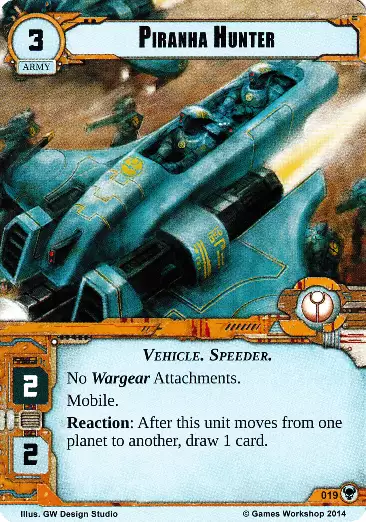 3
PIRANHA HUNTER
ARMY
VEHICLE. SPEEDER.
2
No Wargear Attachments.
Mobile.
2
Reaction: After this unit moves from one
planet to another, draw 1 card.
019
Illus. GW Design Studio
© Games Workshop 2014